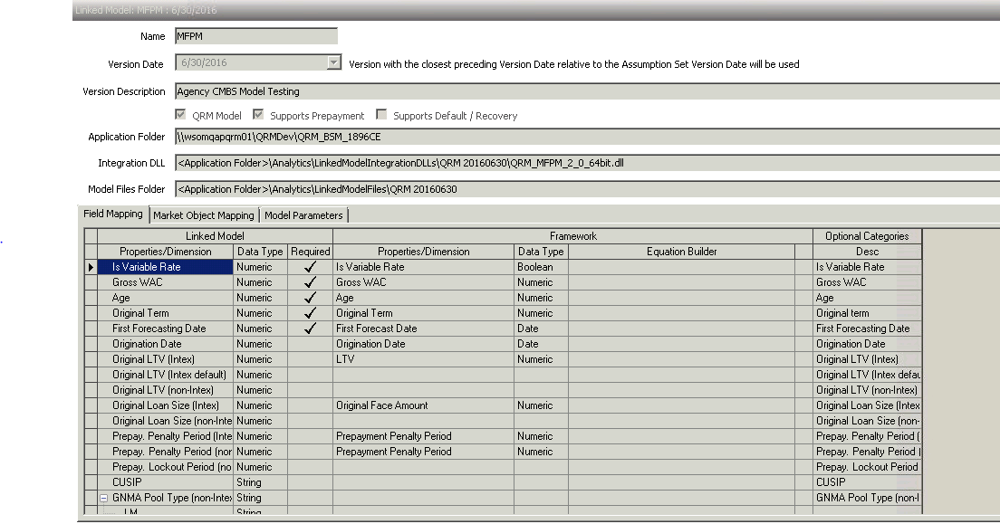 Linked Model: MFPM : 6/30/2016
Name MFPM
Version Date 6/30/2016 Version with the closest preceding Version Date relative to the Assumption Set Version Date will be used
Version Description Agency CMBS Model Testing
QRM Model Supports Prepayment Supports Default / Recovery
Application Folder \\wsomqapqrm01\QRMDev\QRM_BSM_1896CE
Integration DLL <Application Folder>\Analytics\LinkedModelIntegrationDLLs\QRM 20160630\QRM_MFPM_2_0_64bit.dll
Model Files Folder <Application Folder>\Analytics\LinkedModelFiles\QRM 20160630
Field Mapping Market Object Mapping Model Parameters
Linked Model Framework Optional Categories
Properties/Dimension Data Type Required Properties/Dimension Data Type Equation Builder Desc
Is Variable Rate Numeric Is Variable Rate Boolean Is Variable Rate
Gross WAC Numeric Gross WAC Numeric Gross WAC
Age Numeric Age Numeric Age
Original Term Numeric Original Term Numeric Original term
First Forecasting Date Numeric First Forecast Date Date First Forecasting Date
Origination Date Numeric Origination Date Date Origination Date
Original LTV (Intex) Numeric LTV Numeric Original LTV (Intex)
Original LTV (Intex default) Numeric Original LTV (Intex defau
Original LTV (non-Intex) Numeric Original LTV (non-Intex)
Original Loan Size (Intex) Numeric Original Face Amount Numeric Original Loan Size (Intex
Original Loan Size (non-Inte Numeric Original Loan Size (non-
Prepay. Penalty Period (Inte Numeric Prepayment Penalty Period Numeric Prepay. Penalty Period (
Prepay. Penalty Period (nor Numeric Prepayment Penalty Period Numeric Prepay. Penalty Period
Prepay. Lockout Period (no Numeric Prepay. Lockout Period
CUSIP String CUSIP
GNMA Pool Type (non-Intex String GNMA Pool Type (non-I
LM String